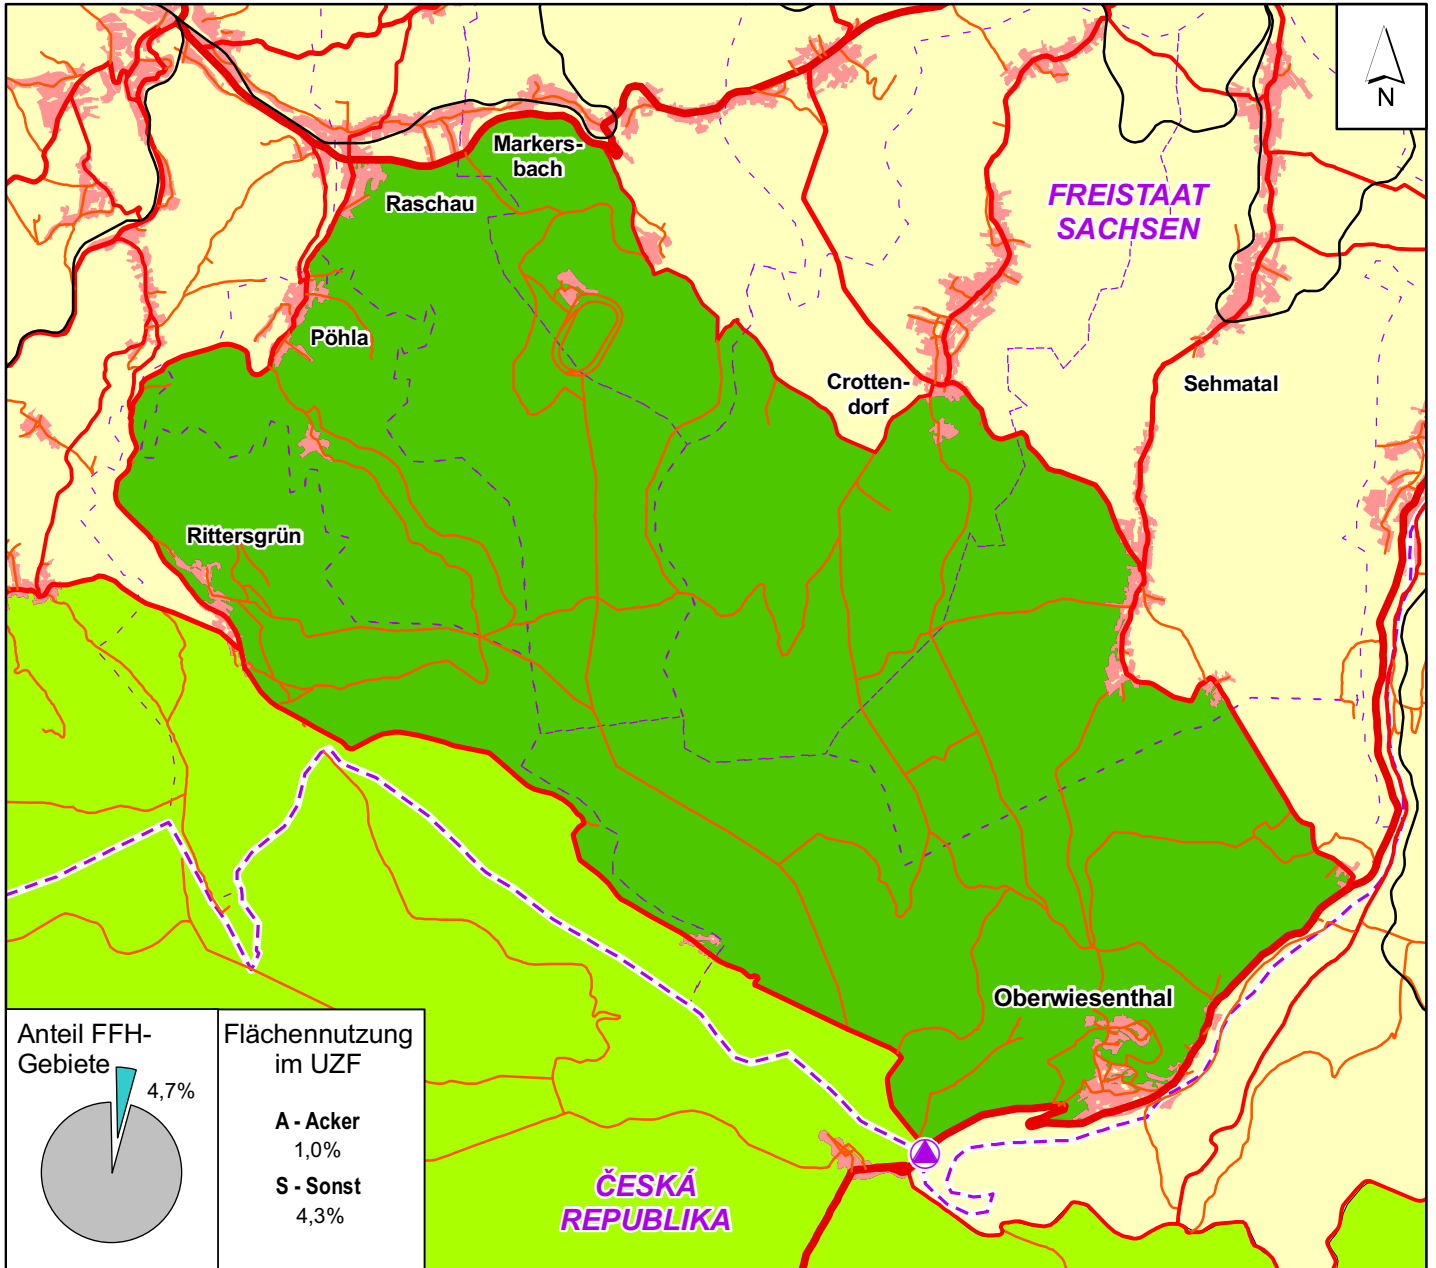 N
Markers-
bach
Raschau
FREISTAAT
SACHSEN
Pöhla
Crotten-
dorf
Sehmatal
Rittersgrün
Oberwiesenthal
ČESKÁ
REPUBLIKA
Anteil FFH-
Gebiete
4,7%
Flächennutzung
im UZF
A - Acker
1,0%
S - Sonst
4,3%